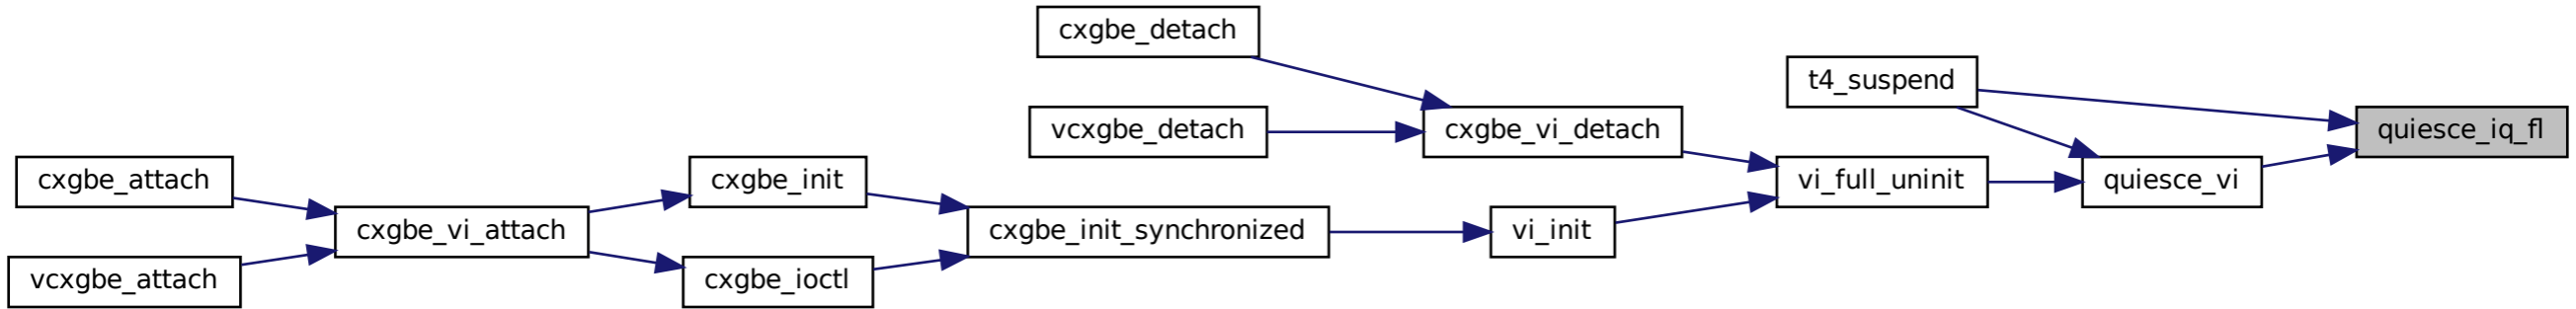 cxgbe_detach
t4_suspend
vcxgbe_detach
cxgbe_vi_detach
quiesce_iq_fl
cxgbe_attach
cxgbe_init
vi_full_uninit
quiesce_vi
cxgbe_vi_attach
cxgbe_init_synchronized
vi_init
vcxgbe_attach
cxgbe_ioctl